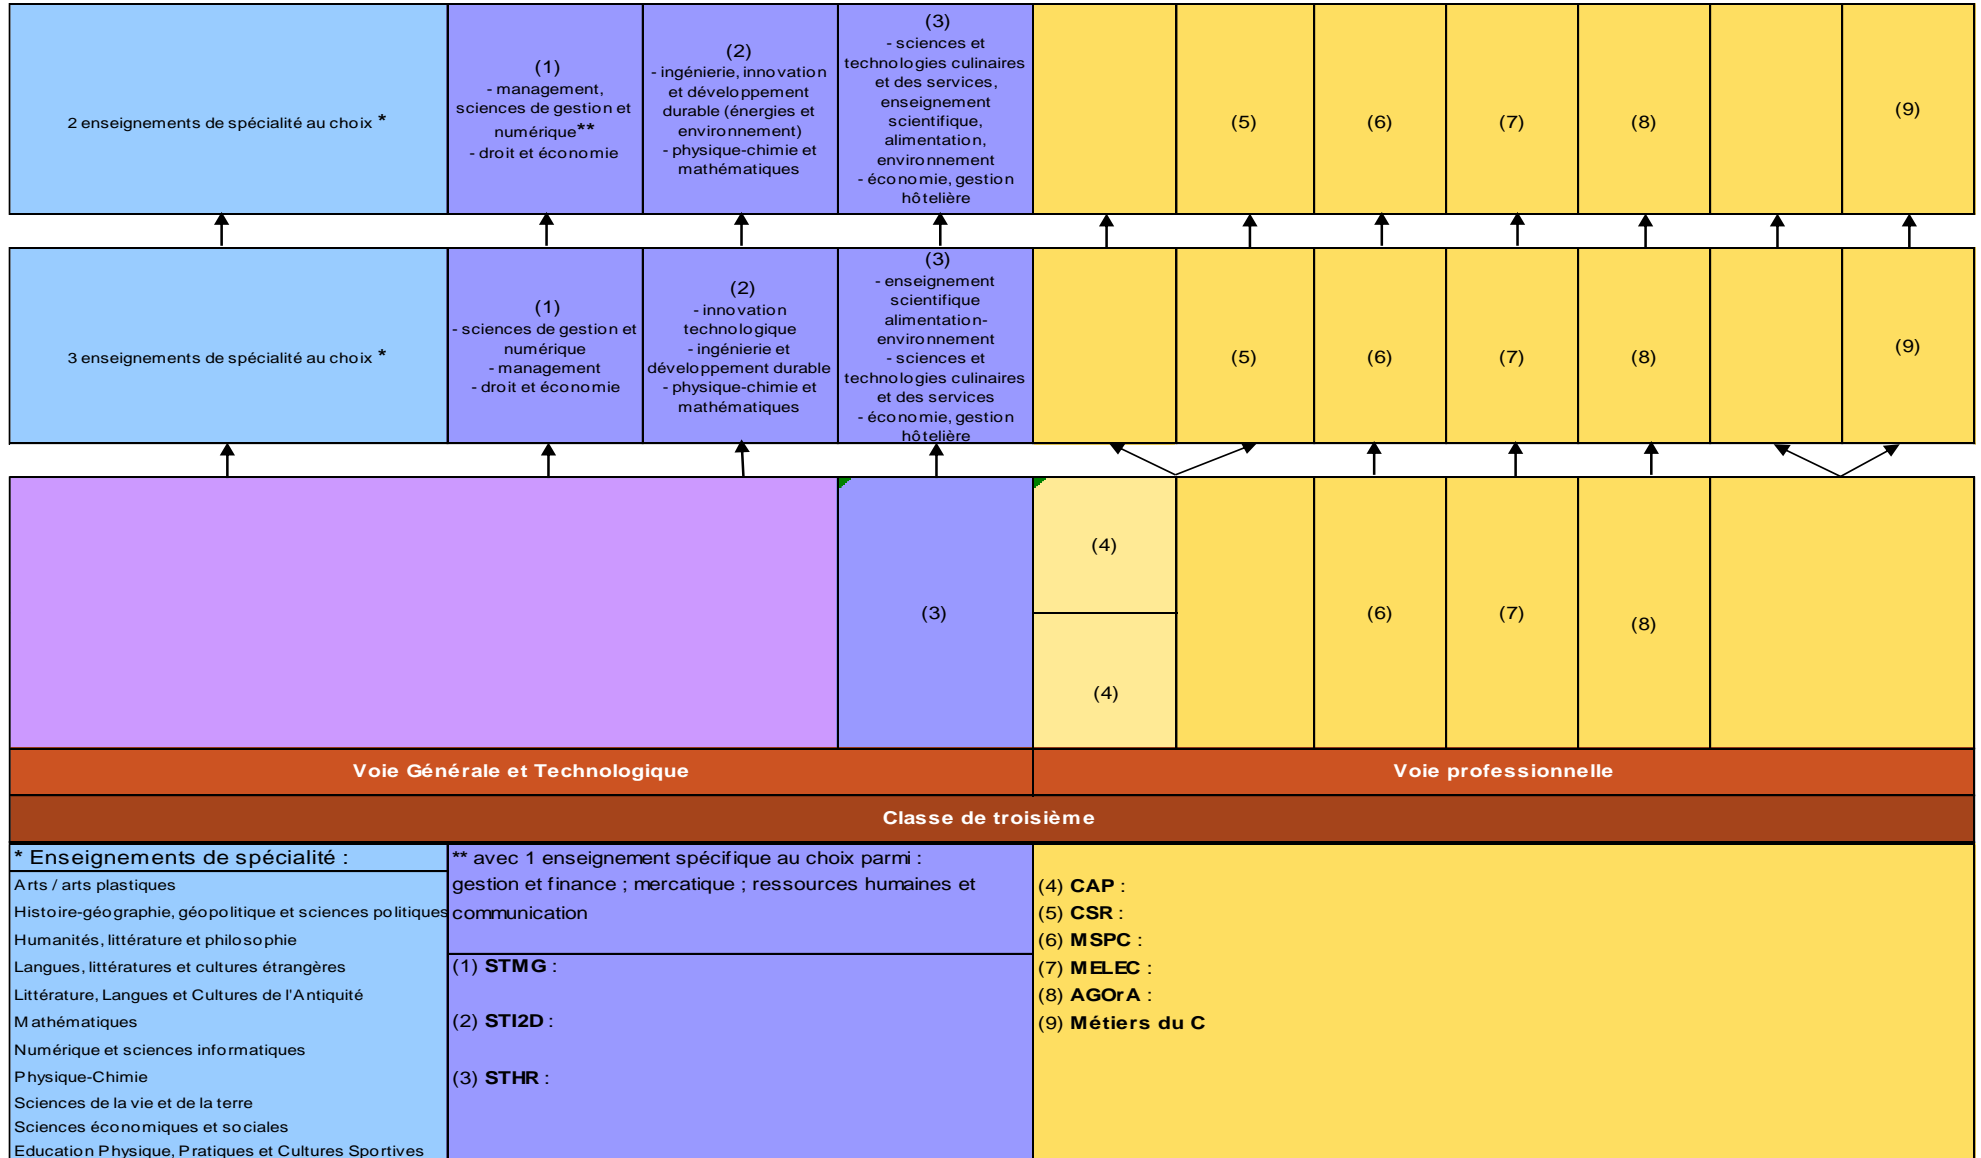 2 enseignements de spécialité au choix *
(1)
- management,
sciences de gestion et
numérique**
- droit et économie
(2)
- ingénierie, innovation
et développement
durable (énergies et
environnement)
- physique-chimie et
mathématiques
(3)
- sciences et
technologies culinaires
et des services,
enseignement
scientifique,
alimentation,
environnement
- économie, gestion
hôtelière
(5)
(6)
(7)
(8)
(9)
3 enseignements de spécialité au choix *
(1)
- sciences de gestion et
numérique
- management
- droit et économie
(2)
- innovation
technologique
- ingénierie et
développement durable
- physique-chimie et
mathématiques
(3)
- enseignement
scientifique
alimentation-
environnement
- sciences et
technologies culinaires
et des services
- économie, gestion
hôtelière
(5)
(6)
(7)
(8)
(9)
(3)
(4)
(4)
(6)
(7)
(8)
Voie Générale et Technologique
Voie professionnelle
Classe de troisième
* Enseignements de spécialité :
Arts / arts plastiques
Histoire-géographie, géopolitique et sciences politiques
Humanités, littérature et philosophie
Langues, littératures et cultures étrangères
Littérature, Langues et Cultures de l'Antiquité
Mathématiques
Numérique et sciences informatiques
Physique-Chimie
Sciences de la vie et de la terre
Sciences économiques et sociales
Education Physique, Pratiques et Cultures Sportives
** avec 1 enseignement spécifique au choix parmi :
gestion et finance ; mercatique ; ressources humaines et
communication
(1) STMG :
(2) STI2D :
(3) STHR :
(4) CAP :
(5) CSR :
(6) MSPC :
(7) MELEC :
(8) AGOrA :
(9) Métiers du C